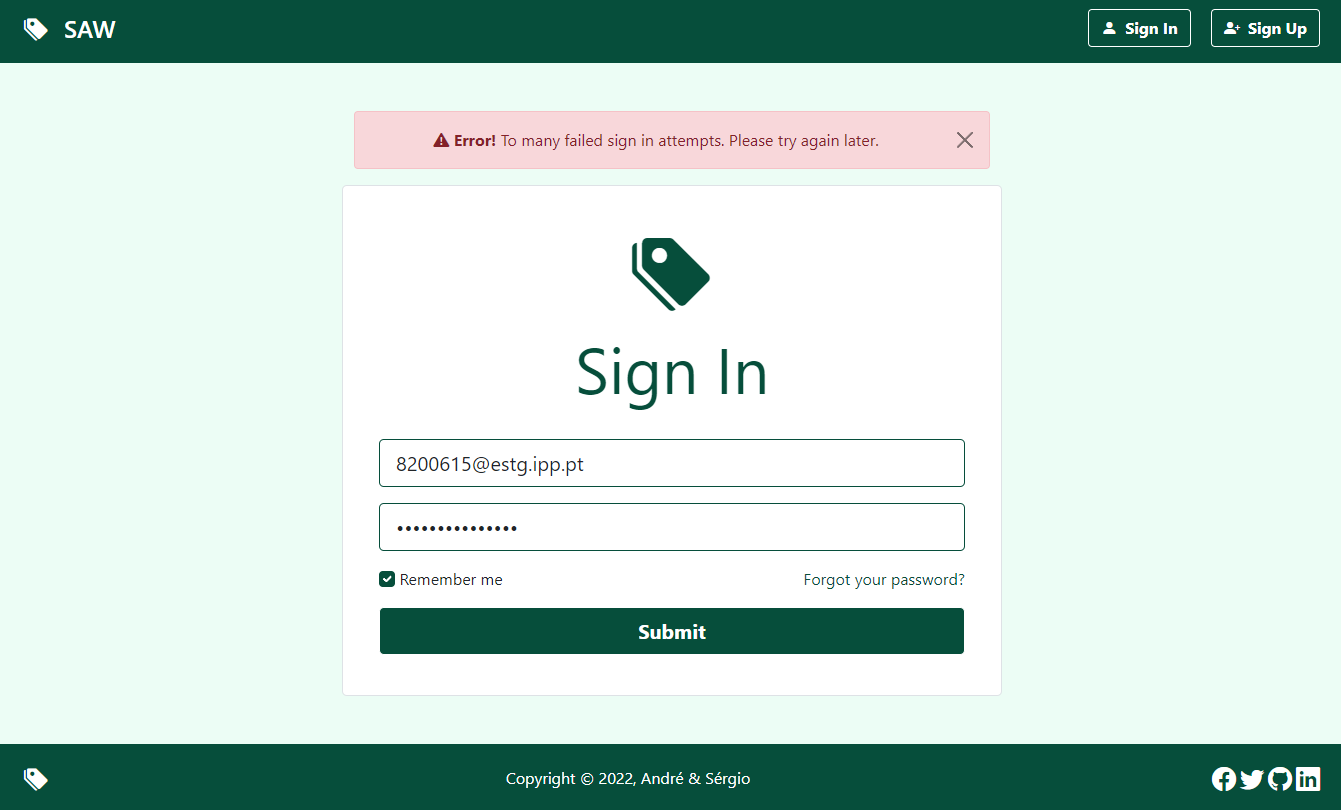 SAW
Sign In
Sign Up
Error! To many failed sign in attempts. Please try again later.
Sign In
8200615@estg.ipp.pt
•••••••••••••••
Remember me
Forgot your password?
Submit
Copyright © 2022, André & Sérgio